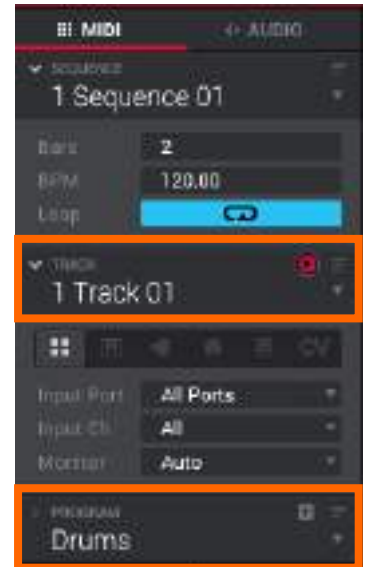 MIDI AUDIO
SEQUENCE
1 Sequence 01
Bars 2
BPM 120.00
Loop
TRACK
1 Track 01
CV
Input Port All Ports
Input Ch. All
Monitor Auto
PROGRAM
Drums